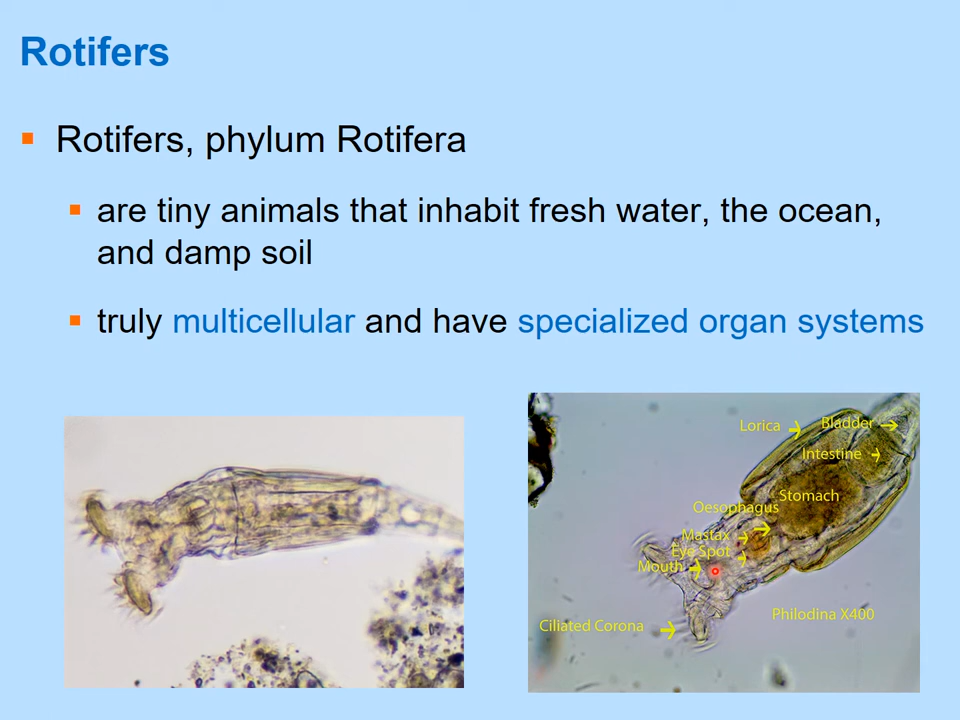 Rotifers
Rotifers, phylum Rotifera
are tiny animals that inhabit fresh water, the ocean,
and damp soil
truly multicellular and have specialized organ systems
Lorica
Bladder
Intestine
Stomach
Oesophagus
Mastax
Eye Spot
Mouth
Philodina X400
Ciliated Corona